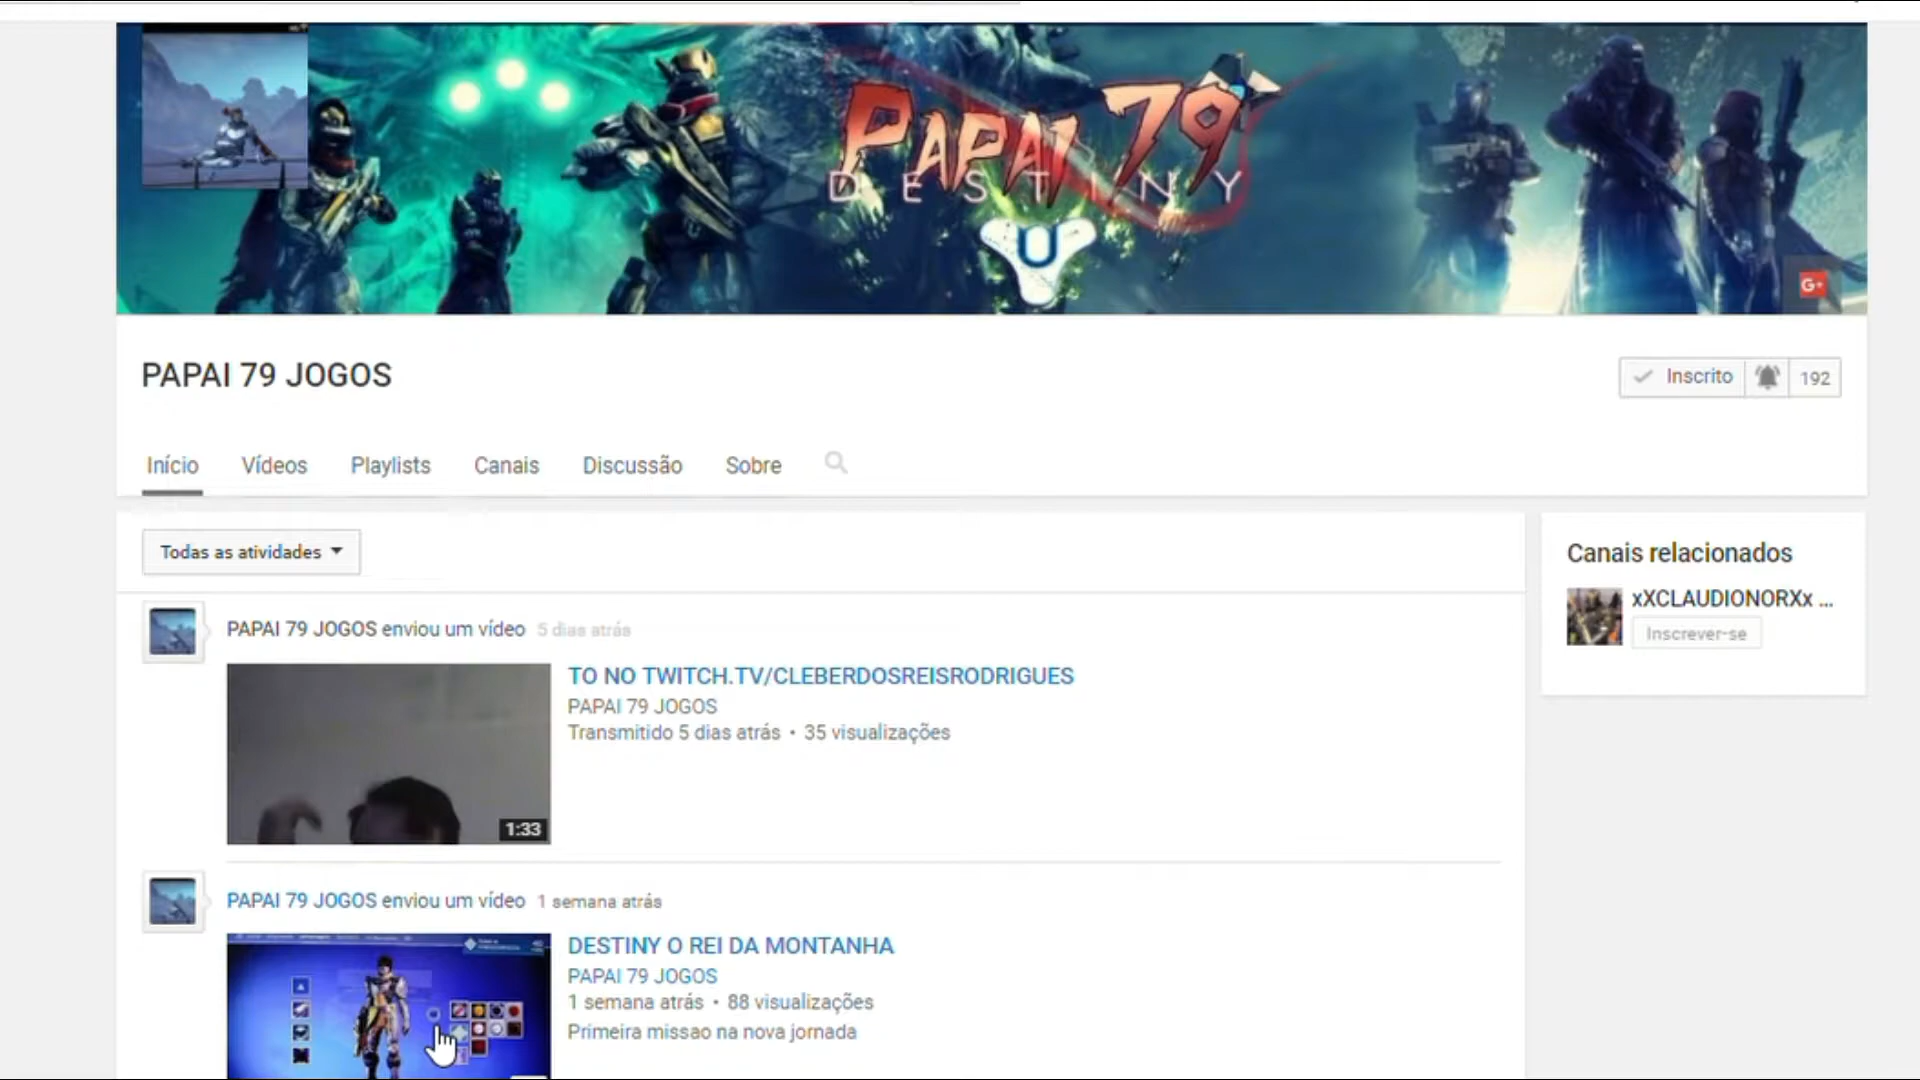 PAPAI 79
DESTINY
G+
PAPAI 79 JOGOS
Inscrito
192
Início
Vídeos
Playlists
Canais
Discussão
Sobre
Todas as atividades
Canais relacionados
xXCLAUDIONORXx ...
Inscrever-se
PAPAI 79 JOGOS enviou um vídeo 5 dias atrás
TO NO TWITCH.TV/CLEBERDOSREISRODRIGUES
PAPAI 79 JOGOS
Transmitido 5 dias atrás • 35 visualizações
1:33
PAPAI 79 JOGOS enviou um vídeo 1 semana atrás
DESTINY O REI DA MONTANHA
PAPAI 79 JOGOS
1 semana atrás • 88 visualizações
Primeira missao na nova jornada